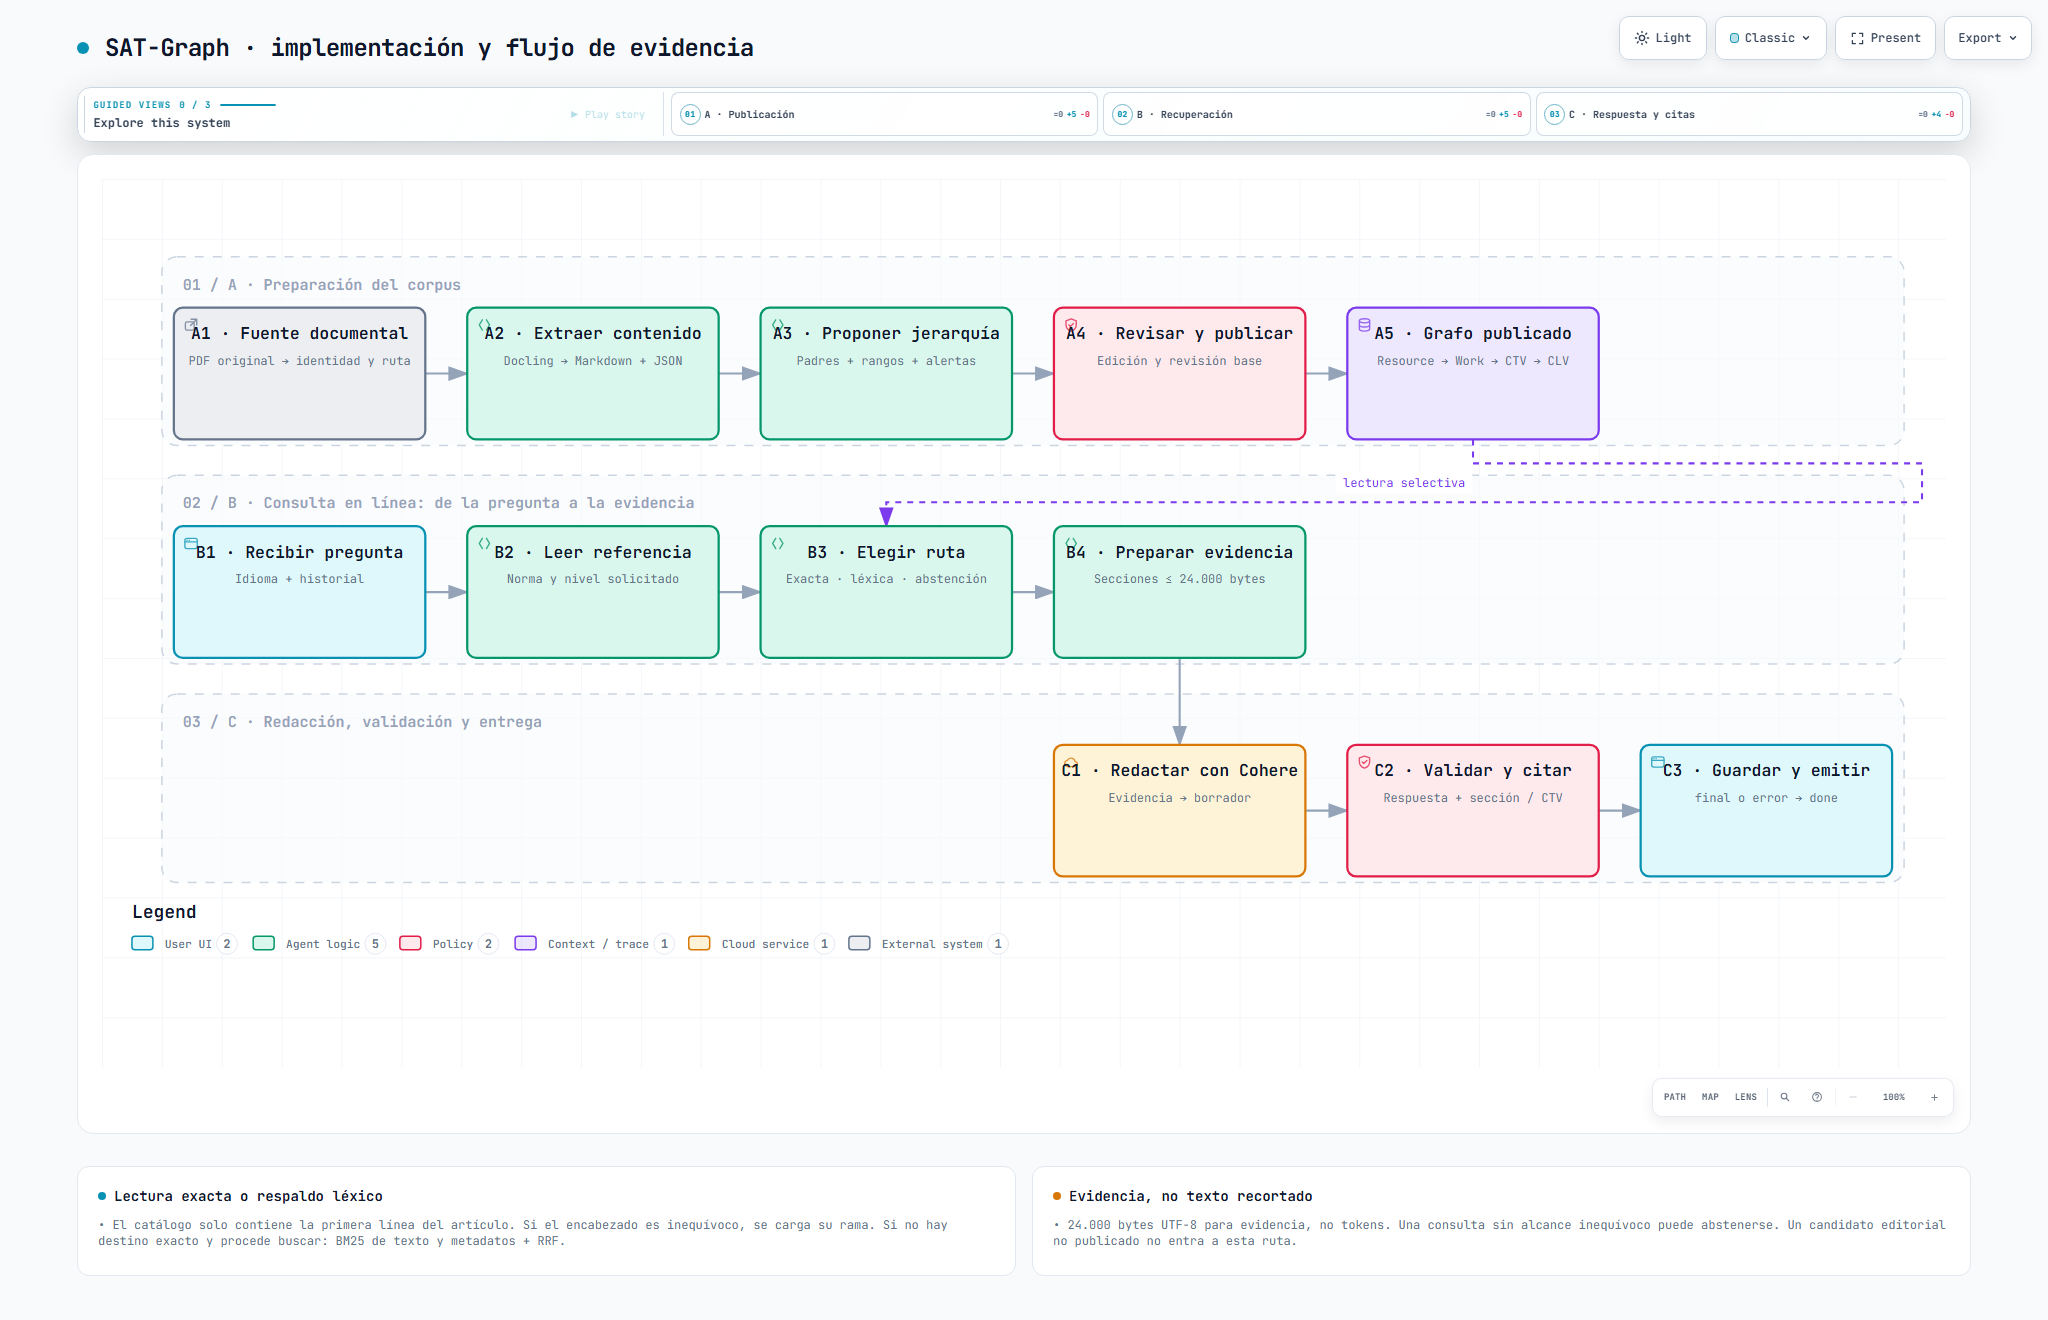 SAT-Graph · implementación y flujo de evidencia
Light
Classic
Present
Export
GUIDED VIEWS 0 / 3
Explore this system
Play story
01 A · Publicación =0 +5 -0
02 B · Recuperación =0 +5 -0
03 C · Respuesta y citas =0 +4 -0
01 / A · Preparación del corpus
A1 · Fuente documental
PDF original → identidad y ruta
A2 · Extraer contenido
Docling → Markdown + JSON
A3 · Proponer jerarquía
Padres + rangos + alertas
A4 · Revisar y publicar
Edición y revisión base
A5 · Grafo publicado
Resource → Work → CTV → CLV
lectura selectiva
02 / B · Consulta en línea: de la pregunta a la evidencia
B1 · Recibir pregunta
Idioma + historial
B2 · Leer referencia
Norma y nivel solicitado
B3 · Elegir ruta
Exacta · léxica · abstención
B4 · Preparar evidencia
Secciones ≤ 24.000 bytes
03 / C · Redacción, validación y entrega
C1 · Redactar con Cohere
Evidencia → borrador
C2 · Validar y citar
Respuesta + sección / CTV
C3 · Guardar y emitir
final o error → done
Legend
User UI 2
Agent logic 5
Policy 2
Context / trace 1
Cloud service 1
External system 1
PATH MAP LENS − 100% +
Lectura exacta o respaldo léxico
• El catálogo solo contiene la primera línea del artículo. Si el encabezado es inequívoco, se carga su rama. Si no hay
destino exacto y procede buscar: BM25 de texto y metadatos + RRF.
Evidencia, no texto recortado
• 24.000 bytes UTF-8 para evidencia, no tokens. Una consulta sin alcance inequívoco puede abstenerse. Un candidato editorial
no publicado no entra a esta ruta.